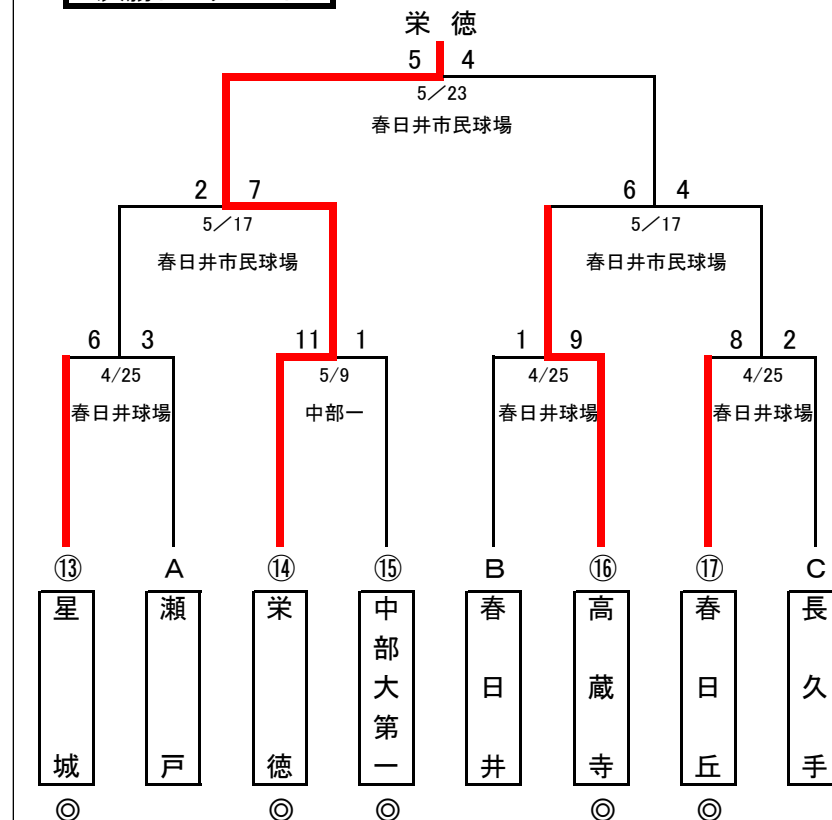 栄 徳
5 4
5／23
春日井市民球場
2 7 6 4
5／17 5／17
春日井市民球場 春日井市民球場
6 3 11 1 1 9 8 2
4/25 5/9 4/25 4/25
春日井球場 中部一 春日井球場 春日井球場
⑬ A ⑭ ⑮ B ⑯ ⑰ C
星城 瀬戸 栄徳 中部大第一 春日井 高蔵寺 春日丘 長久手
◎ ◎ ◎ ◎ ◎